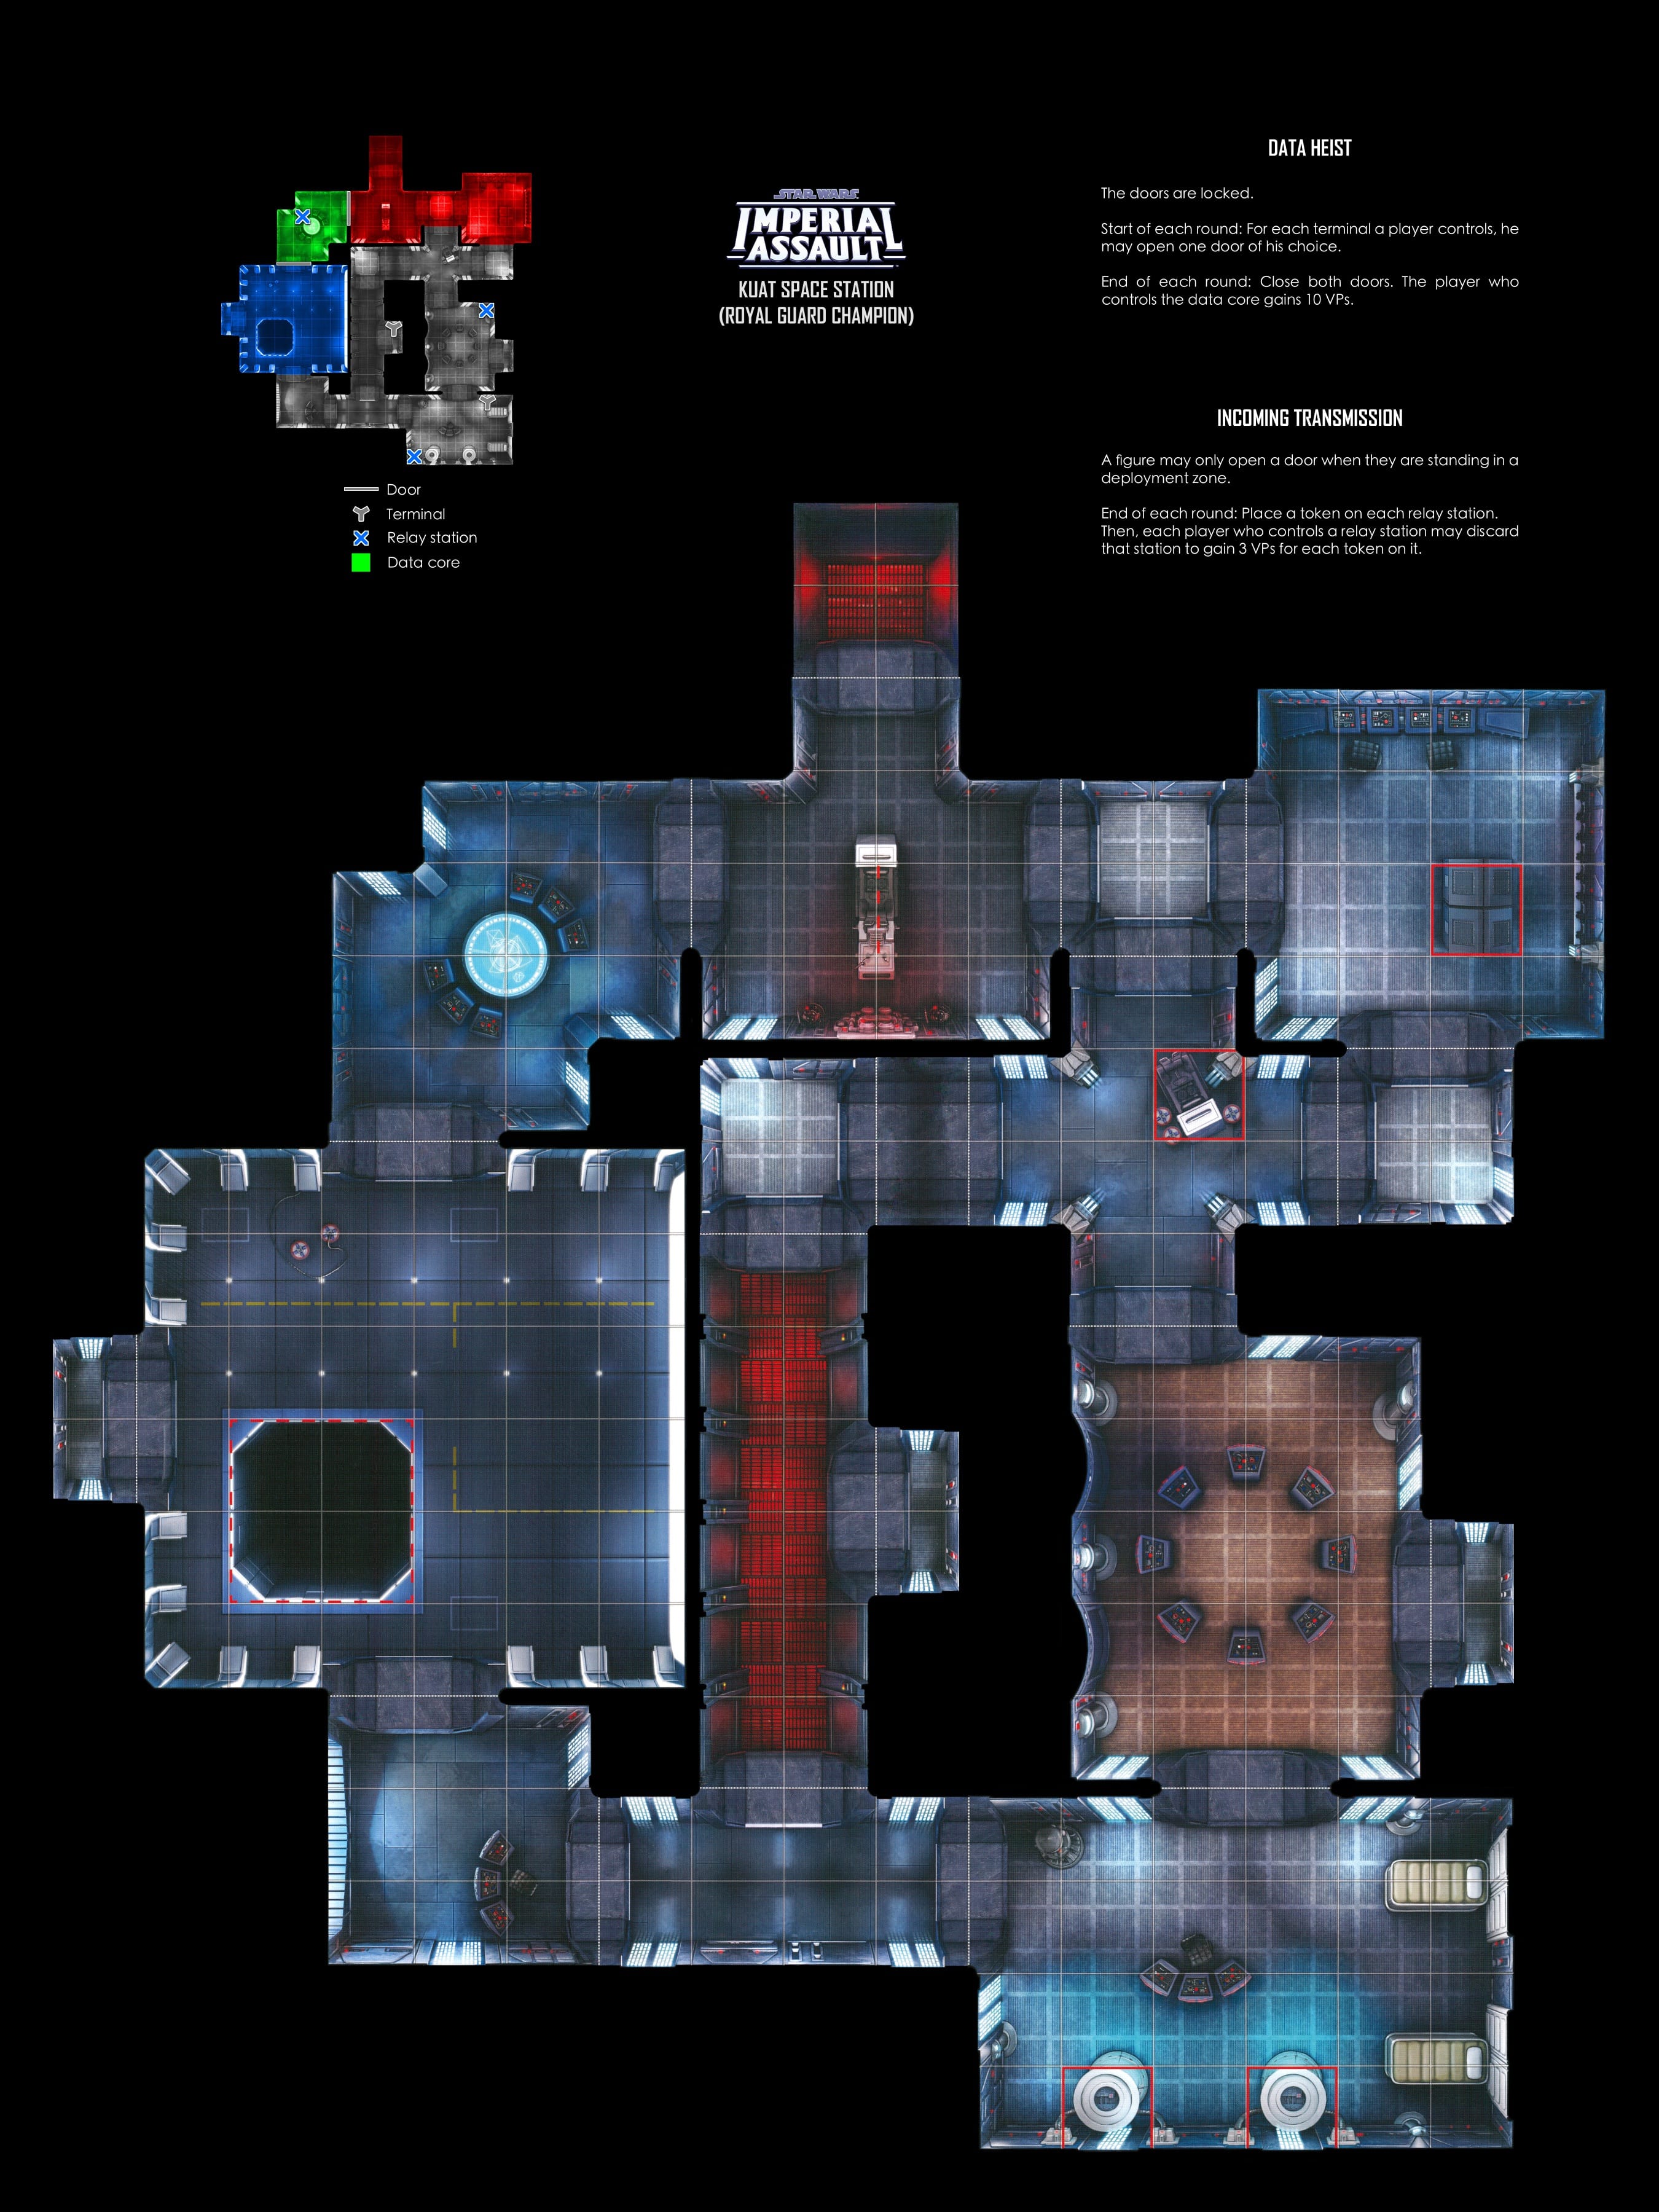 STAR WARS
IMPERIAL
ASSAULT
KUAT SPACE STATION
(ROYAL GUARD CHAMPION)
Door
Terminal
Relay station
Data core
DATA HEIST
The doors are locked.
Start of each round: For each terminal a player controls, he
may open one door of his choice.
End of each round: Close both doors. The player who
controls the data core gains 10 VPs.
INCOMING TRANSMISSION
A figure may only open a door when they are standing in a
deployment zone.
End of each round: Place a token on each relay station.
Then, each player who controls a relay station may discard
that station to gain 3 VPs for each token on it.